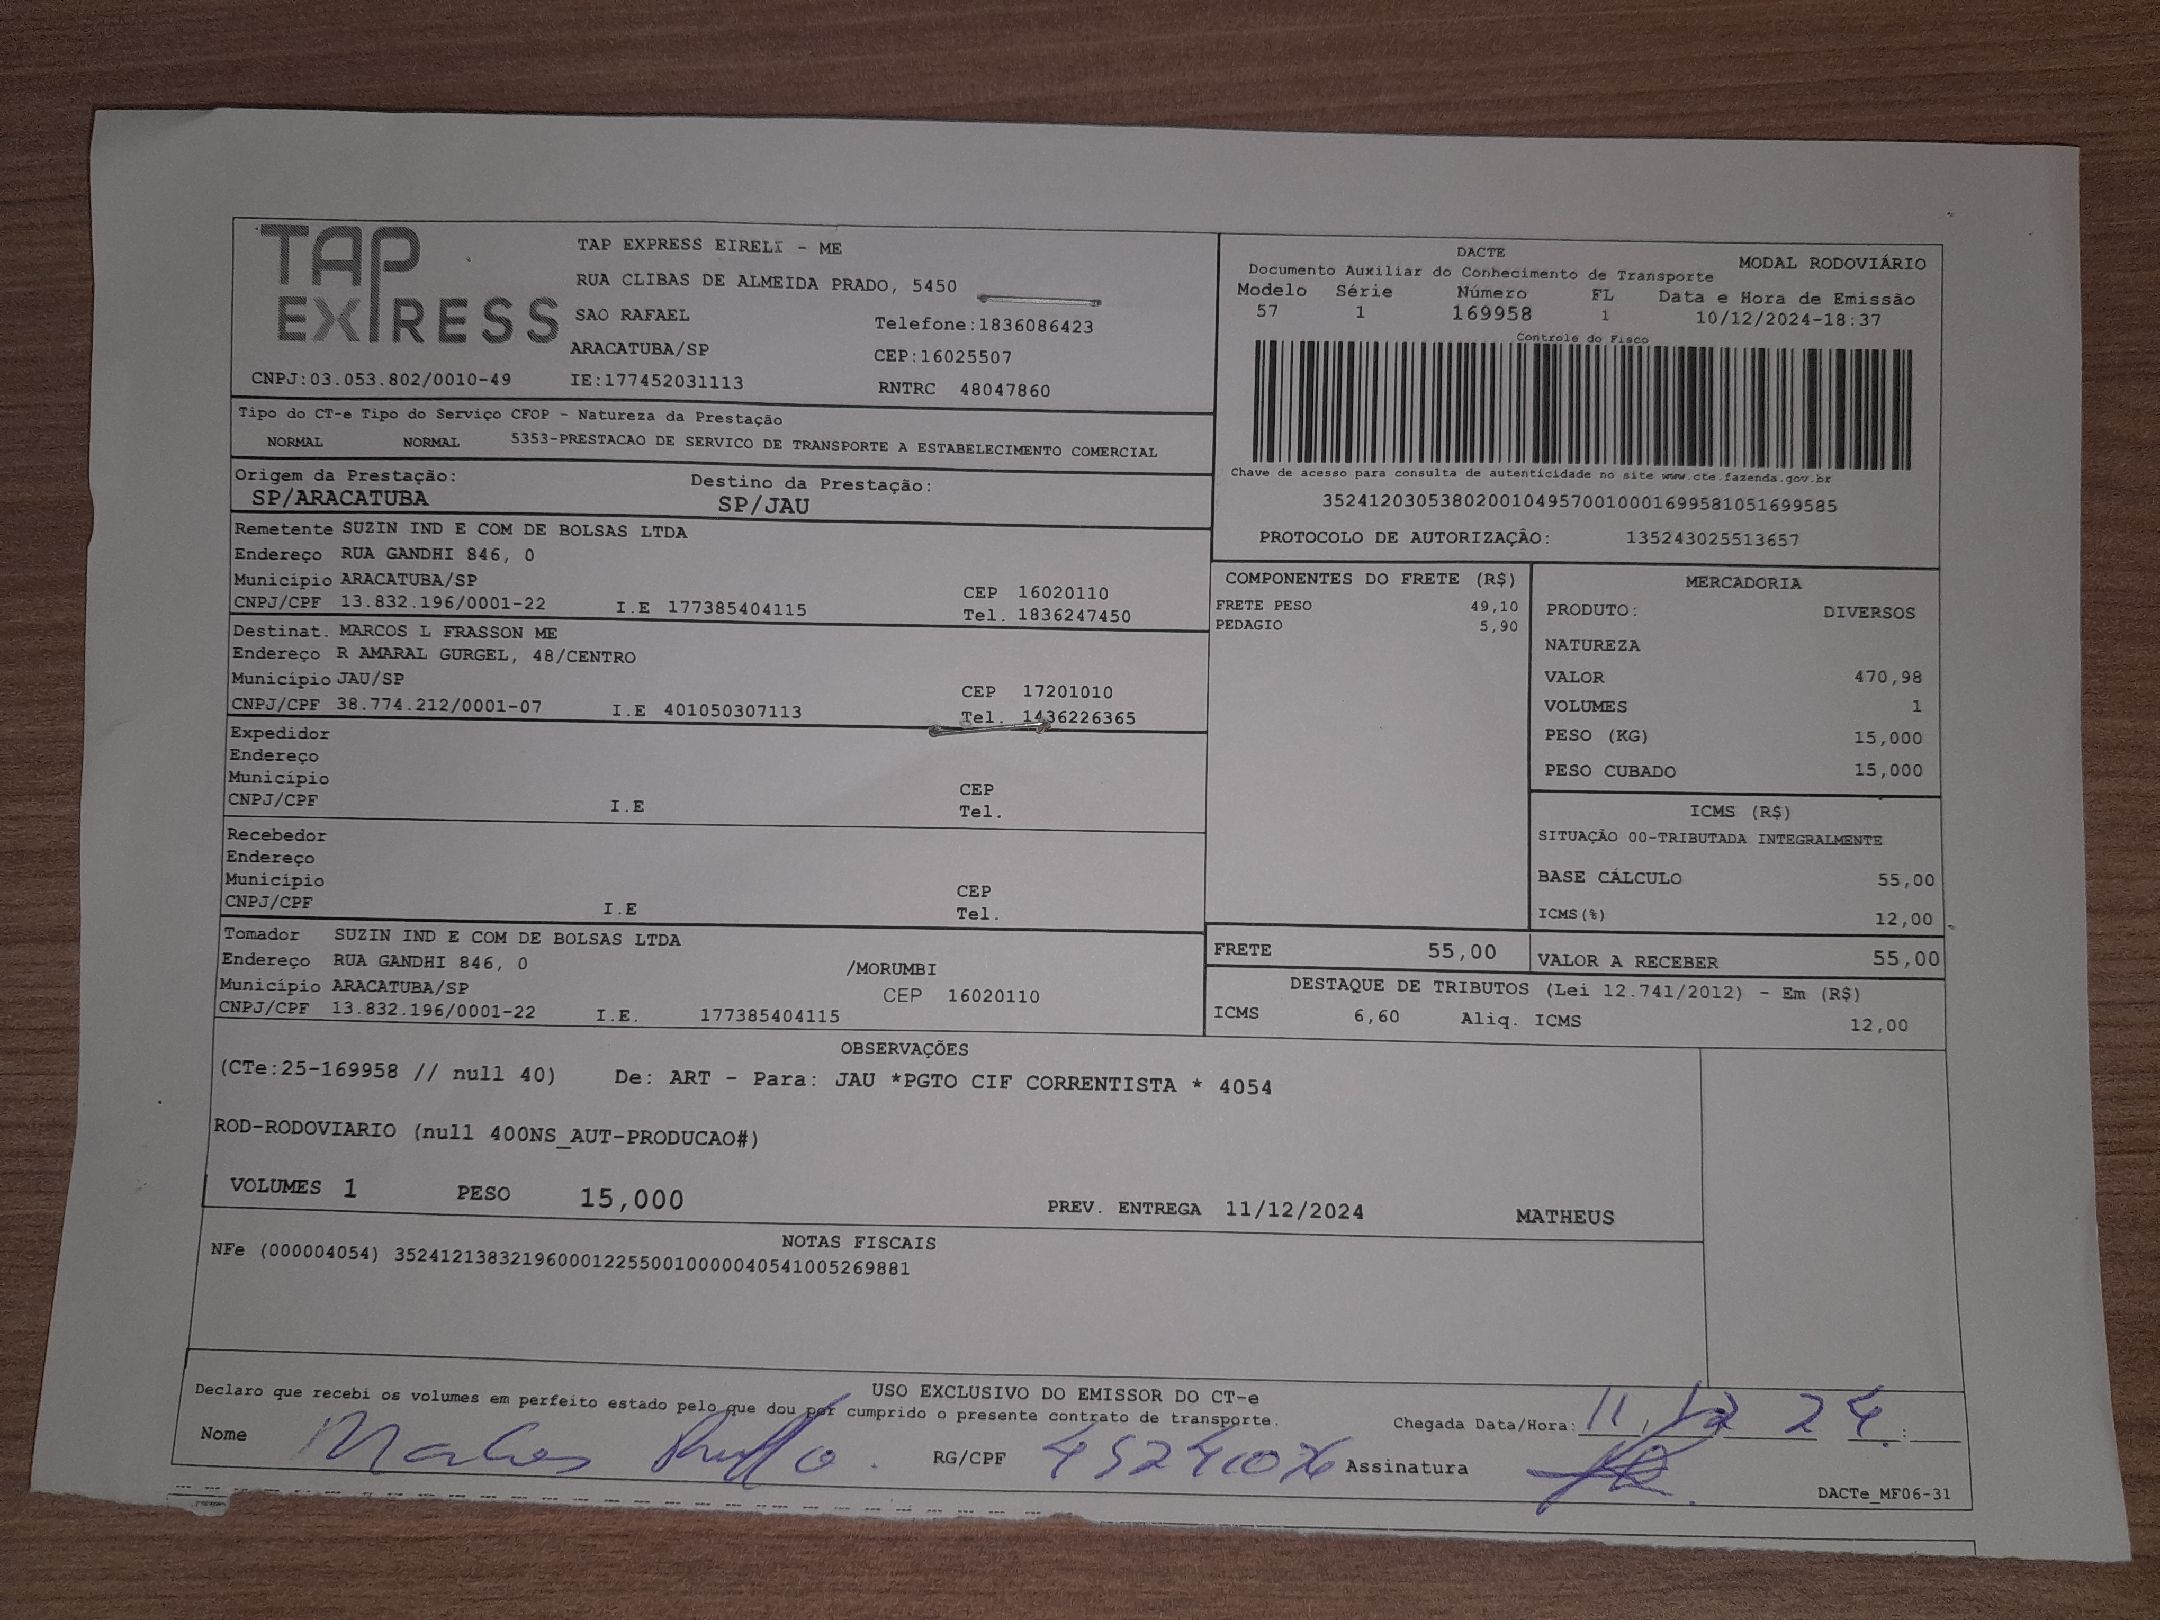 TAP EXPRESS
TAP EXPRESS EIRELI - ME
RUA CLIBAS DE ALMEIDA PRADO, 5450
SAO RAFAEL
Telefone:1836086423
ARACATUBA/SP
CEP:16025507
CNPJ:03.053.802/0010-49 IE:177452031113 RNTRC 48047860
DACTE
MODAL RODOVIÁRIO
Documento Auxiliar do Conhecimento de Transporte
Modelo Série Número FL Data e Hora de Emissão
57 1 169958 1 10/12/2024-18:37
Controle do Fisco
Chave de acesso para consulta de autenticidade no site www.cte.fazenda.gov.br
35241203053802001049570010001699581051699585
PROTOCOLO DE AUTORIZAÇÃO: 135243025513657
Tipo do CT-e Tipo do Serviço CFOP - Natureza da Prestação
NORMAL NORMAL 5353-PRESTACAO DE SERVICO DE TRANSPORTE A ESTABELECIMENTO COMERCIAL
Origem da Prestação: Destino da Prestação:
SP/ARACATUBA SP/JAU
Remetente SUZIN IND E COM DE BOLSAS LTDA
Endereço RUA GANDHI 846, 0
Município ARACATUBA/SP CEP 16020110
CNPJ/CPF 13.832.196/0001-22 I.E 177385404115 Tel. 1836247450
Destinat. MARCOS L FRASSON ME
Endereço R AMARAL GURGEL, 48/CENTRO
Município JAU/SP CEP 17201010
CNPJ/CPF 38.774.212/0001-07 I.E 401050307113 Tel. 1436226365
Expedidor
Endereço
Município CEP
CNPJ/CPF I.E Tel.
Recebedor
Endereço
Município CEP
CNPJ/CPF I.E Tel.
Tomador SUZIN IND E COM DE BOLSAS LTDA
Endereço RUA GANDHI 846, 0 /MORUMBI
Município ARACATUBA/SP CEP 16020110
CNPJ/CPF 13.832.196/0001-22 I.E. 177385404115
COMPONENTES DO FRETE (R$)
FRETE PESO 49,10
PEDAGIO 5,90
MERCADORIA
PRODUTO: DIVERSOS
NATUREZA
VALOR 470,98
VOLUMES 1
PESO (KG) 15,000
PESO CUBADO 15,000
ICMS (R$)
SITUAÇÃO 00-TRIBUTADA INTEGRALMENTE
BASE CÁLCULO 55,00
ICMS(%) 12,00
FRETE 55,00 VALOR A RECEBER 55,00
DESTAQUE DE TRIBUTOS (Lei 12.741/2012) - Em (R$)
ICMS 6,60 Aliq. ICMS 12,00
OBSERVAÇÕES
(CTe:25-169958 // null 40) De: ART - Para: JAU *PGTO CIF CORRENTISTA * 4054
ROD-RODOVIARIO (null 400NS_AUT-PRODUCAO#)
VOLUMES 1 PESO 15,000 PREV. ENTREGA 11/12/2024 MATHEUS
NOTAS FISCAIS
NFe (000004054) 35241213832196000122550010000040541005269881
USO EXCLUSIVO DO EMISSOR DO CT-e
Declaro que recebi os volumes em perfeito estado pelo que dou por cumprido o presente contrato de transporte.
Chegada Data/Hora: 11/12 24 :
Nome RG/CPF Assinatura
DACTe_MF06-31